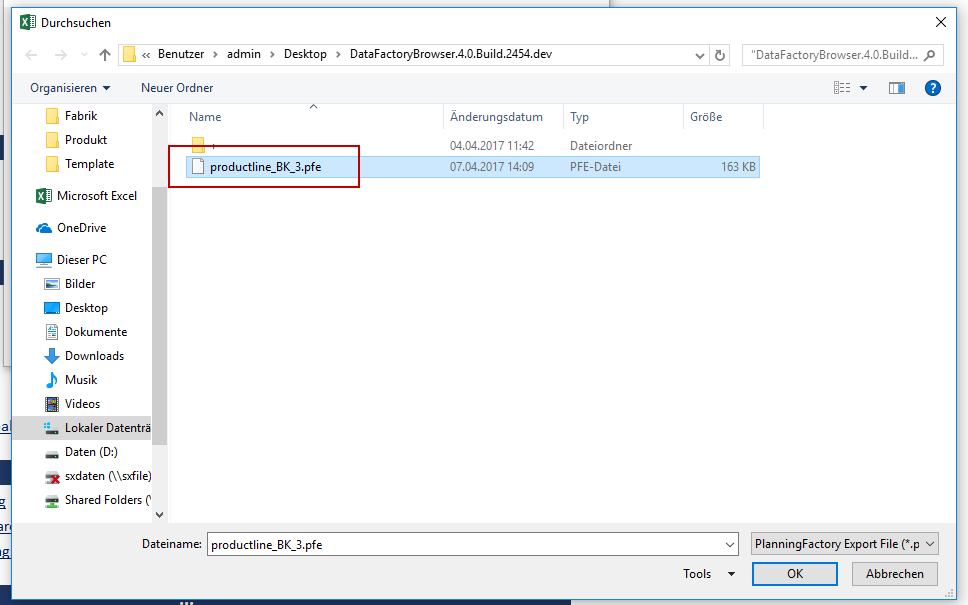 Durchsuchen
« Benutzer › admin › Desktop › DataFactoryBrowser.4.0.Build.2454.dev
"DataFactoryBrowser.4.0.Build...
Organisieren Neuer Ordner
?
Name Änderungsdatum Typ Größe
04.04.2017 11:42 Dateiordner
productline_BK_3.pfe 07.04.2017 14:09 PFE-Datei 163 KB
Fabrik
Produkt
Template
Microsoft Excel
OneDrive
Dieser PC
Bilder
Desktop
Dokumente
Downloads
Musik
Videos
Lokaler Datenträ
Daten (D:)
sxdaten (\\sxfile)
Shared Folders (\
Dateiname: productline_BK_3.pfe PlanningFactory Export File (*.p
Tools OK Abbrechen